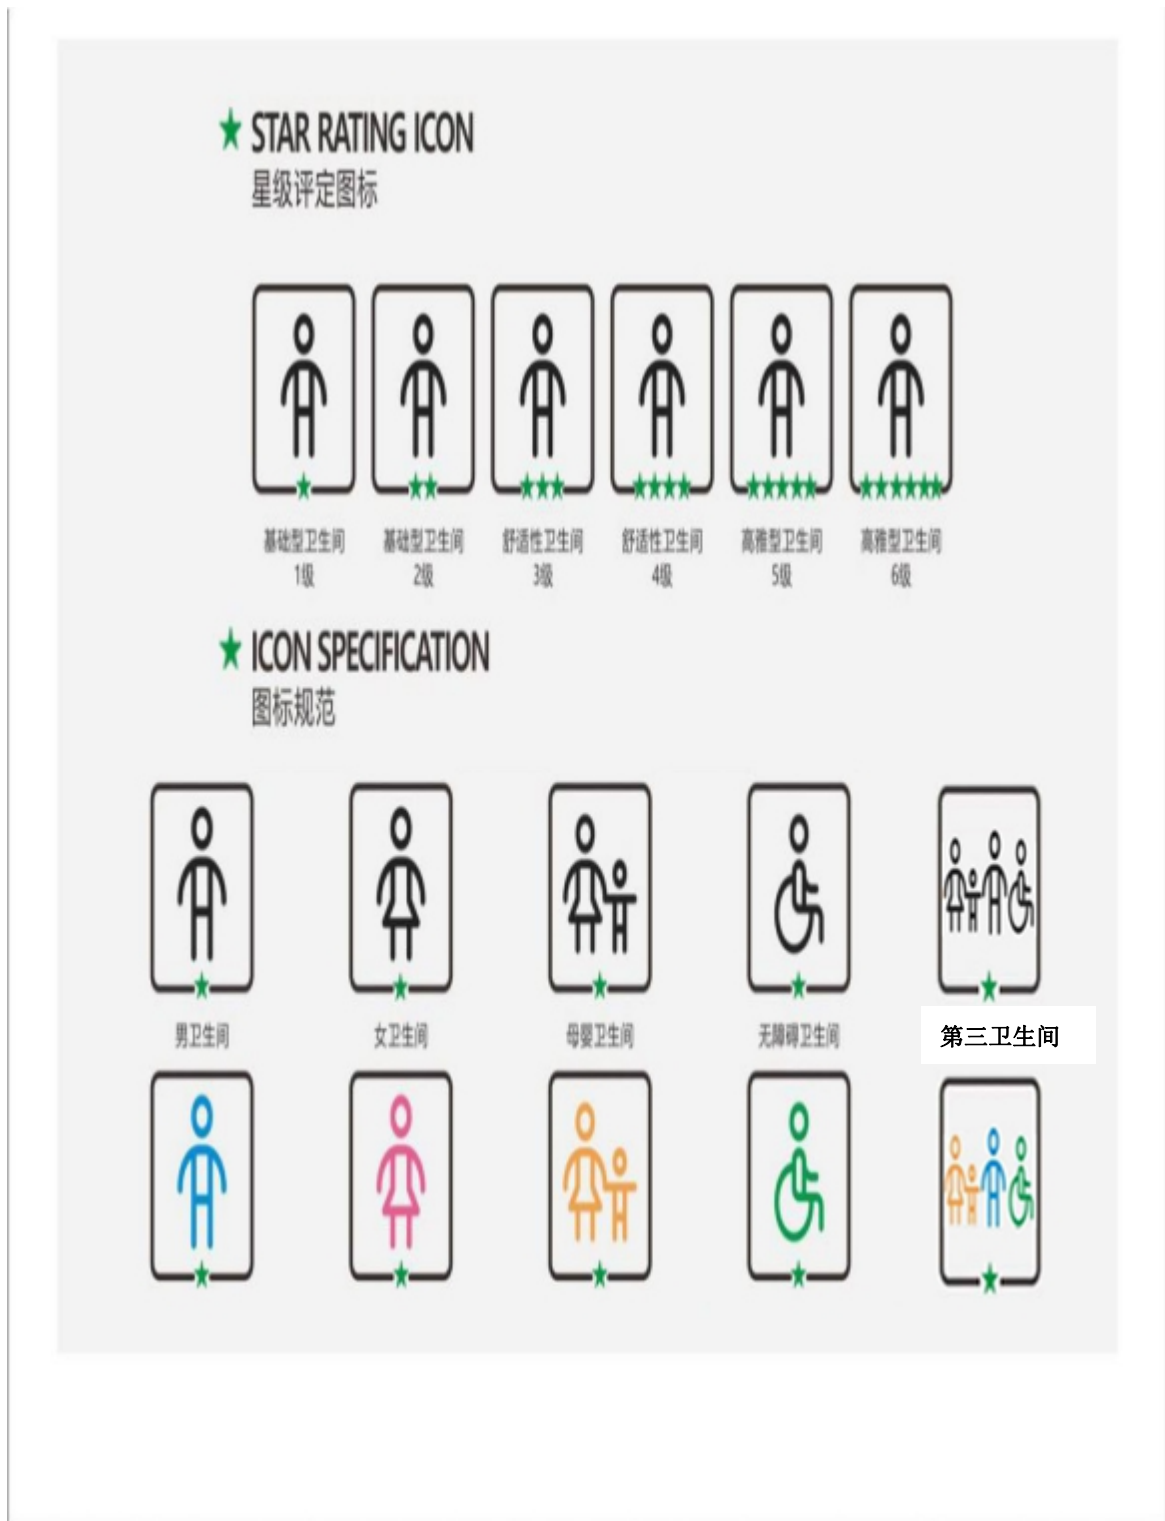 STAR RATING ICON
星级评定图标
基础型卫生间 基础型卫生间 舒适性卫生间 舒适性卫生间 高雅型卫生间 高雅型卫生间
1级 2级 3级 4级 5级 6级
ICON SPECIFICATION
图标规范
男卫生间 女卫生间 母婴卫生间 无障碍卫生间 第三卫生间